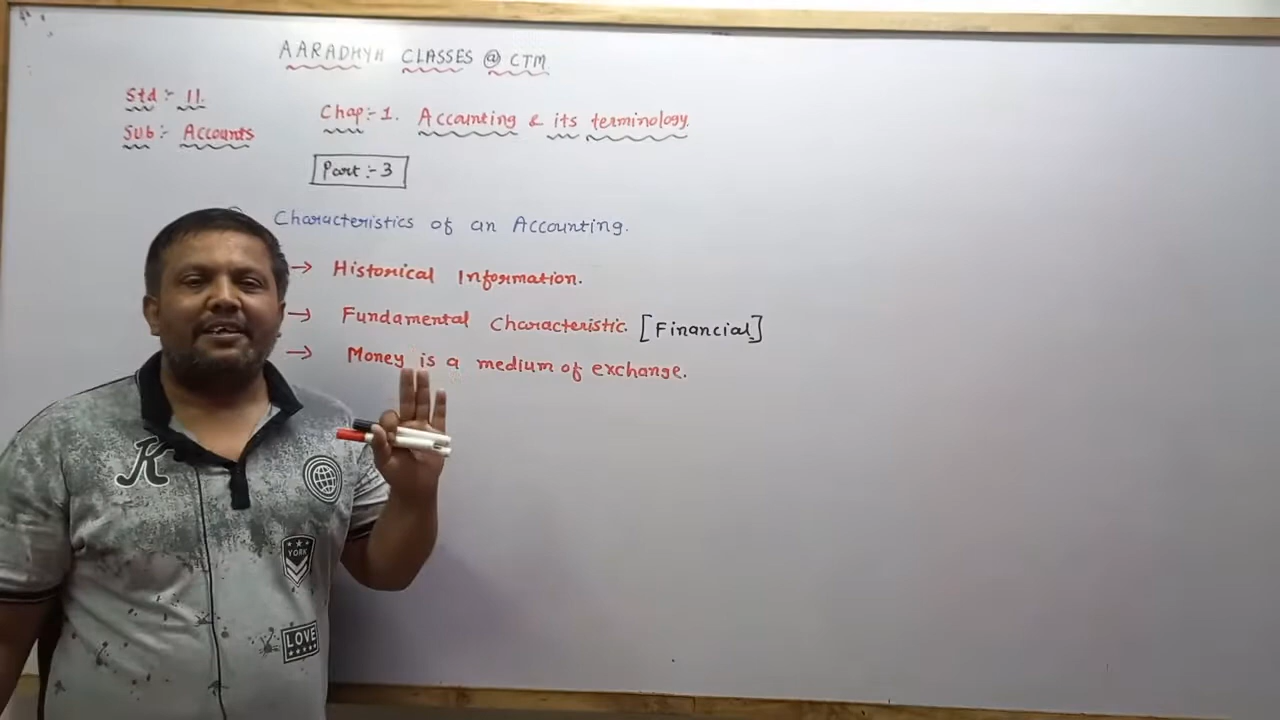 AARADHYA CLASSES @ CTM
Std :- 11.
Sub :- Accounts
Chap:- 1. Accounting & its terminology.
Part :- 3
Characteristics of an Accounting.
→ Historical Information.
→ Fundamental Characteristic. [Financial]
→ Money is a medium of exchange.
K
YORK
LOVE